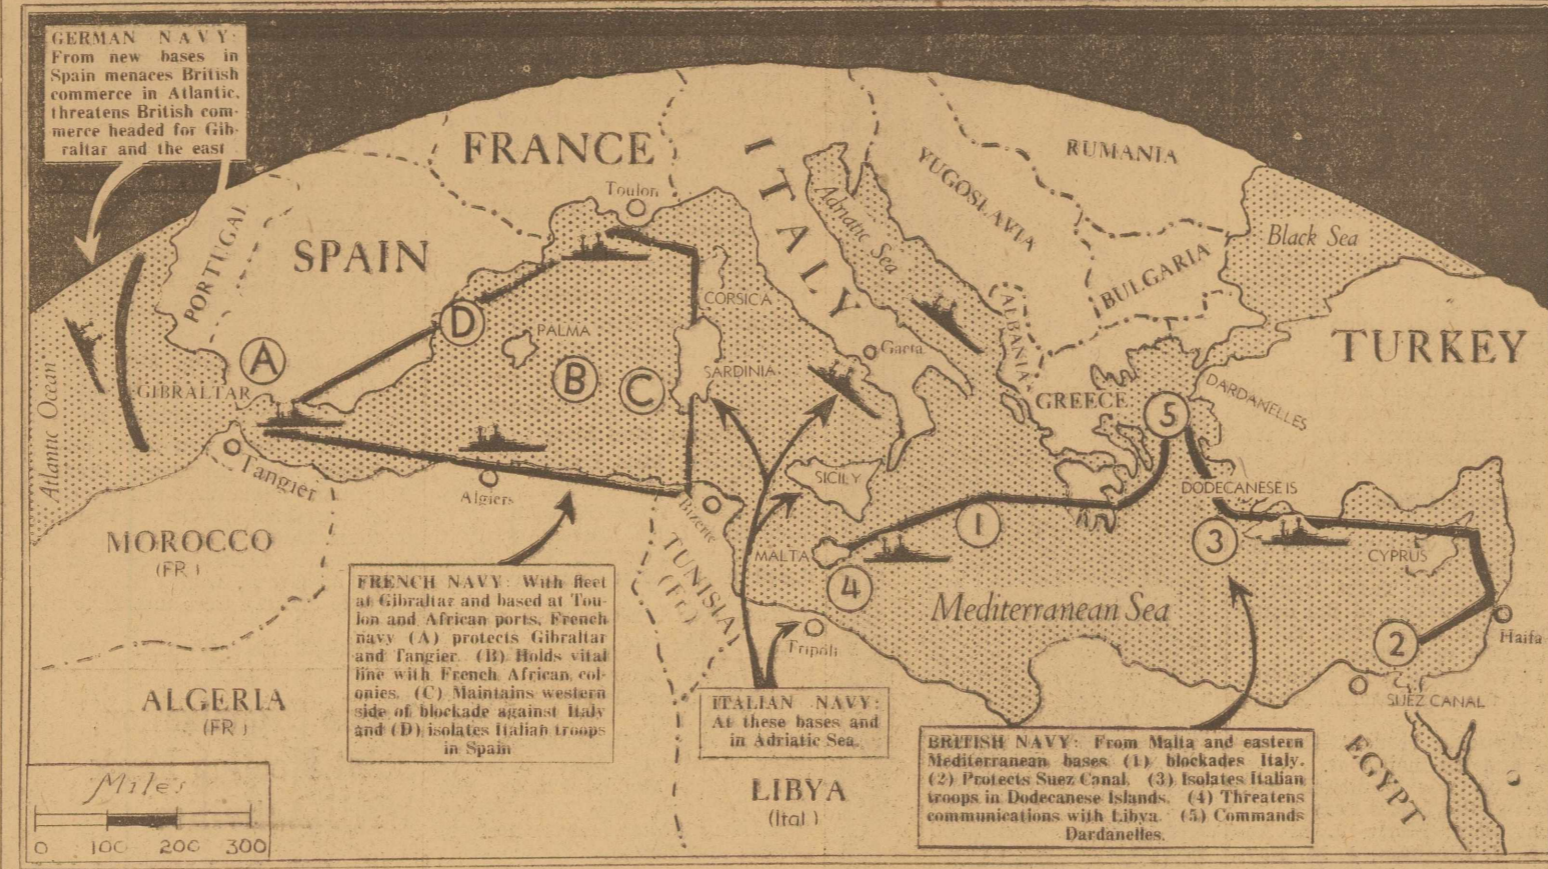 GERMAN NAVY:
From new bases in
Spain menaces British
commerce in Atlantic,
threatens British com-
merce headed for Gib-
raltar and the east
FRANCE
Toulon
ITALY
Adriatic Sea
YUGOSLAVIA
RUMANIA
Black Sea
BULGARIA
ALBANIA
PORTUGAL
SPAIN
CORSICA
TURKEY
D
PALMA
A
B
C
SARDINIA
Gaeta
GREECE
5
DARDANELLES
Atlantic Ocean
GIBRALTAR
Tangier
Algiers
Bizerte
SICILY
DODECANESE IS
MALTA
1
3
CYPRUS
4
Mediterranean Sea
MOROCCO
(FR.)
TUNISIA
(Fr.)
Tripoli
2
Haifa
SUEZ CANAL
FRENCH NAVY: With fleet
at Gibraltar and based at Tou-
lon and African ports, French
navy (A) protects Gibraltar
and Tangier. (B) Holds vital
line with French African col-
onies. (C) Maintains western
side of blockade against Italy
and (D) isolates Italian troops
in Spain
ALGERIA
(FR.)
ITALIAN NAVY:
At these bases and
in Adriatic Sea.
BRITISH NAVY: From Malta and eastern
Mediterranean bases (1) blockades Italy.
(2) Protects Suez Canal. (3) Isolates Italian
troops in Dodecanese Islands. (4) Threatens
communications with Libya. (5) Commands
Dardanelles.
LIBYA
(Ital.)
EGYPT
Miles
0 100 200 300